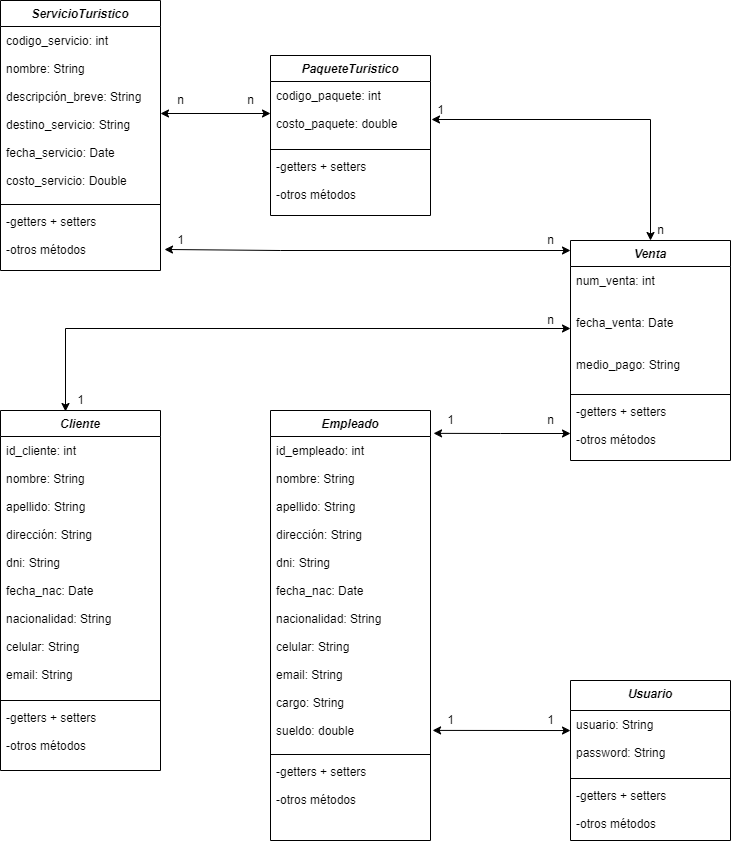 ServicioTuristico
codigo_servicio: int
nombre: String
descripción_breve: String
destino_servicio: String
fecha_servicio: Date
costo_servicio: Double
-getters + setters
-otros métodos
n
n
PaqueteTuristico
codigo_paquete: int
costo_paquete: double
-getters + setters
-otros métodos
1
n
1
n
Venta
num_venta: int
fecha_venta: Date
medio_pago: String
-getters + setters
-otros métodos
n
1
Cliente
id_cliente: int
nombre: String
apellido: String
dirección: String
dni: String
fecha_nac: Date
nacionalidad: String
celular: String
email: String
-getters + setters
-otros métodos
Empleado
id_empleado: int
nombre: String
apellido: String
dirección: String
dni: String
fecha_nac: Date
nacionalidad: String
celular: String
email: String
cargo: String
sueldo: double
-getters + setters
-otros métodos
1
n
1
1
Usuario
usuario: String
password: String
-getters + setters
-otros métodos